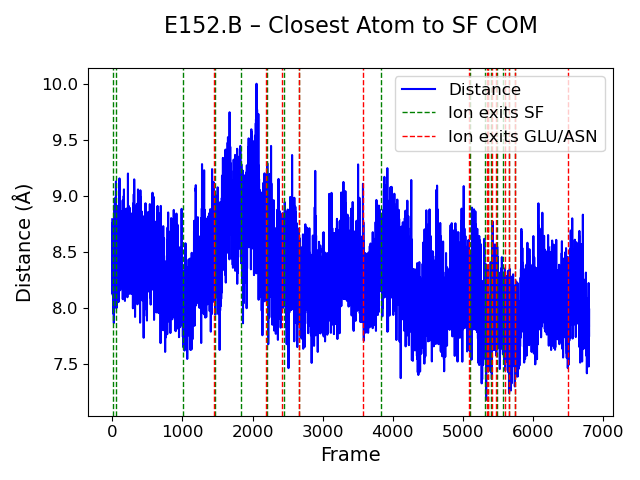 E152.B – Closest Atom to SF COM
Distance
Ion exits SF
Ion exits GLU/ASN
10.0
9.5
9.0
8.5
8.0
7.5
Distance (Å)
0 1000 2000 3000 4000 5000 6000 7000
Frame